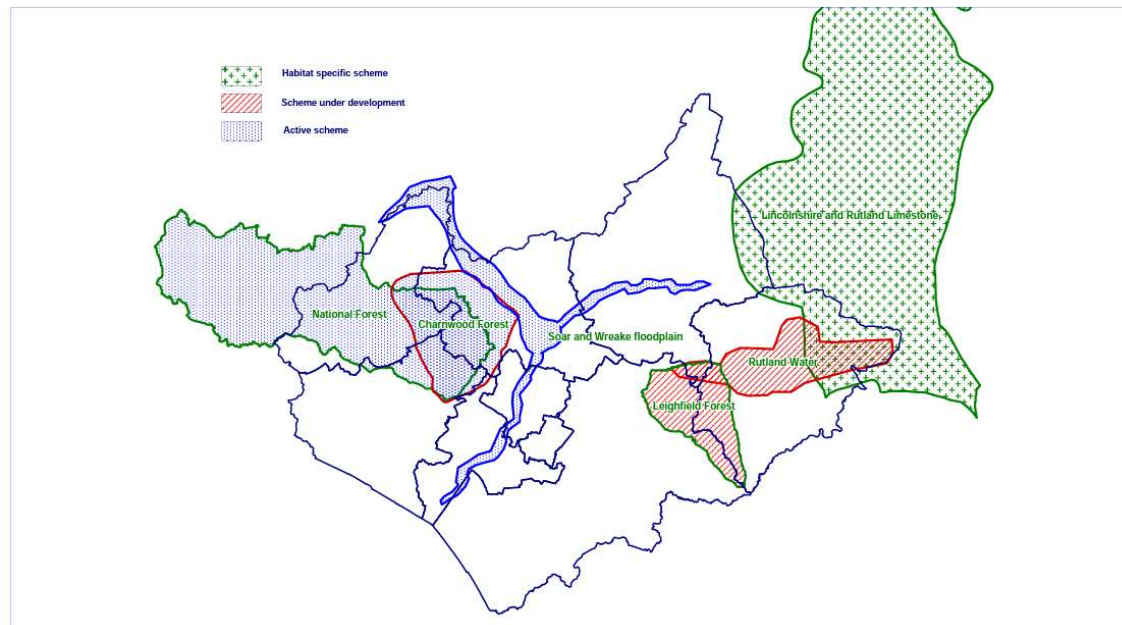 Habitat specific scheme
Scheme under development
Active scheme
Lincolnshire and Rutland Limestone
National Forest
Charnwood Forest
Soar and Wreake floodplain
Rutland Water
Leighfield Forest